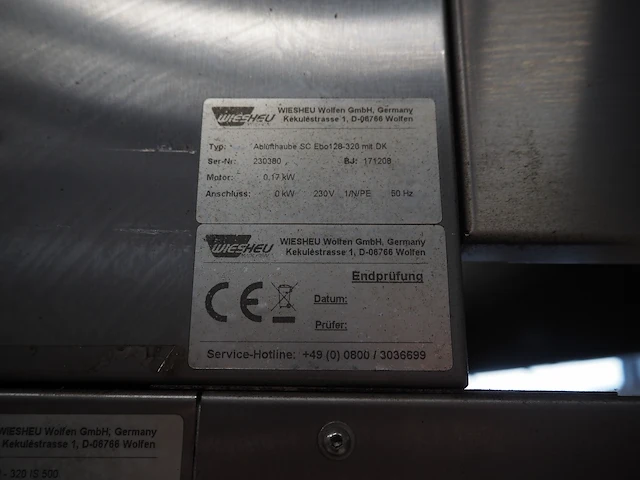 WIESHEU
WIESHEU Wolfen GmbH, Germany
Kekuléstrasse 1, D-06766 Wolfen
Typ: Ablufthaube SC Ebo128-320 mit DK
Ser-Nr: 230380 BJ: 171208
Motor: 0,17 kW
Anschluss: 0 kW 230V 1/N/PE 50 Hz
WIESHEU
WIESHEU Wolfen GmbH, Germany
Kekuléstrasse 1, D-06766 Wolfen
Endprüfung
CE
Datum:
Prüfer:
Service-Hotline: +49 (0) 0800 / 3036699
WIESHEU Wolfen GmbH, Germany
Kekuléstrasse 1, D-06766 Wolfen
- 320 IS 500